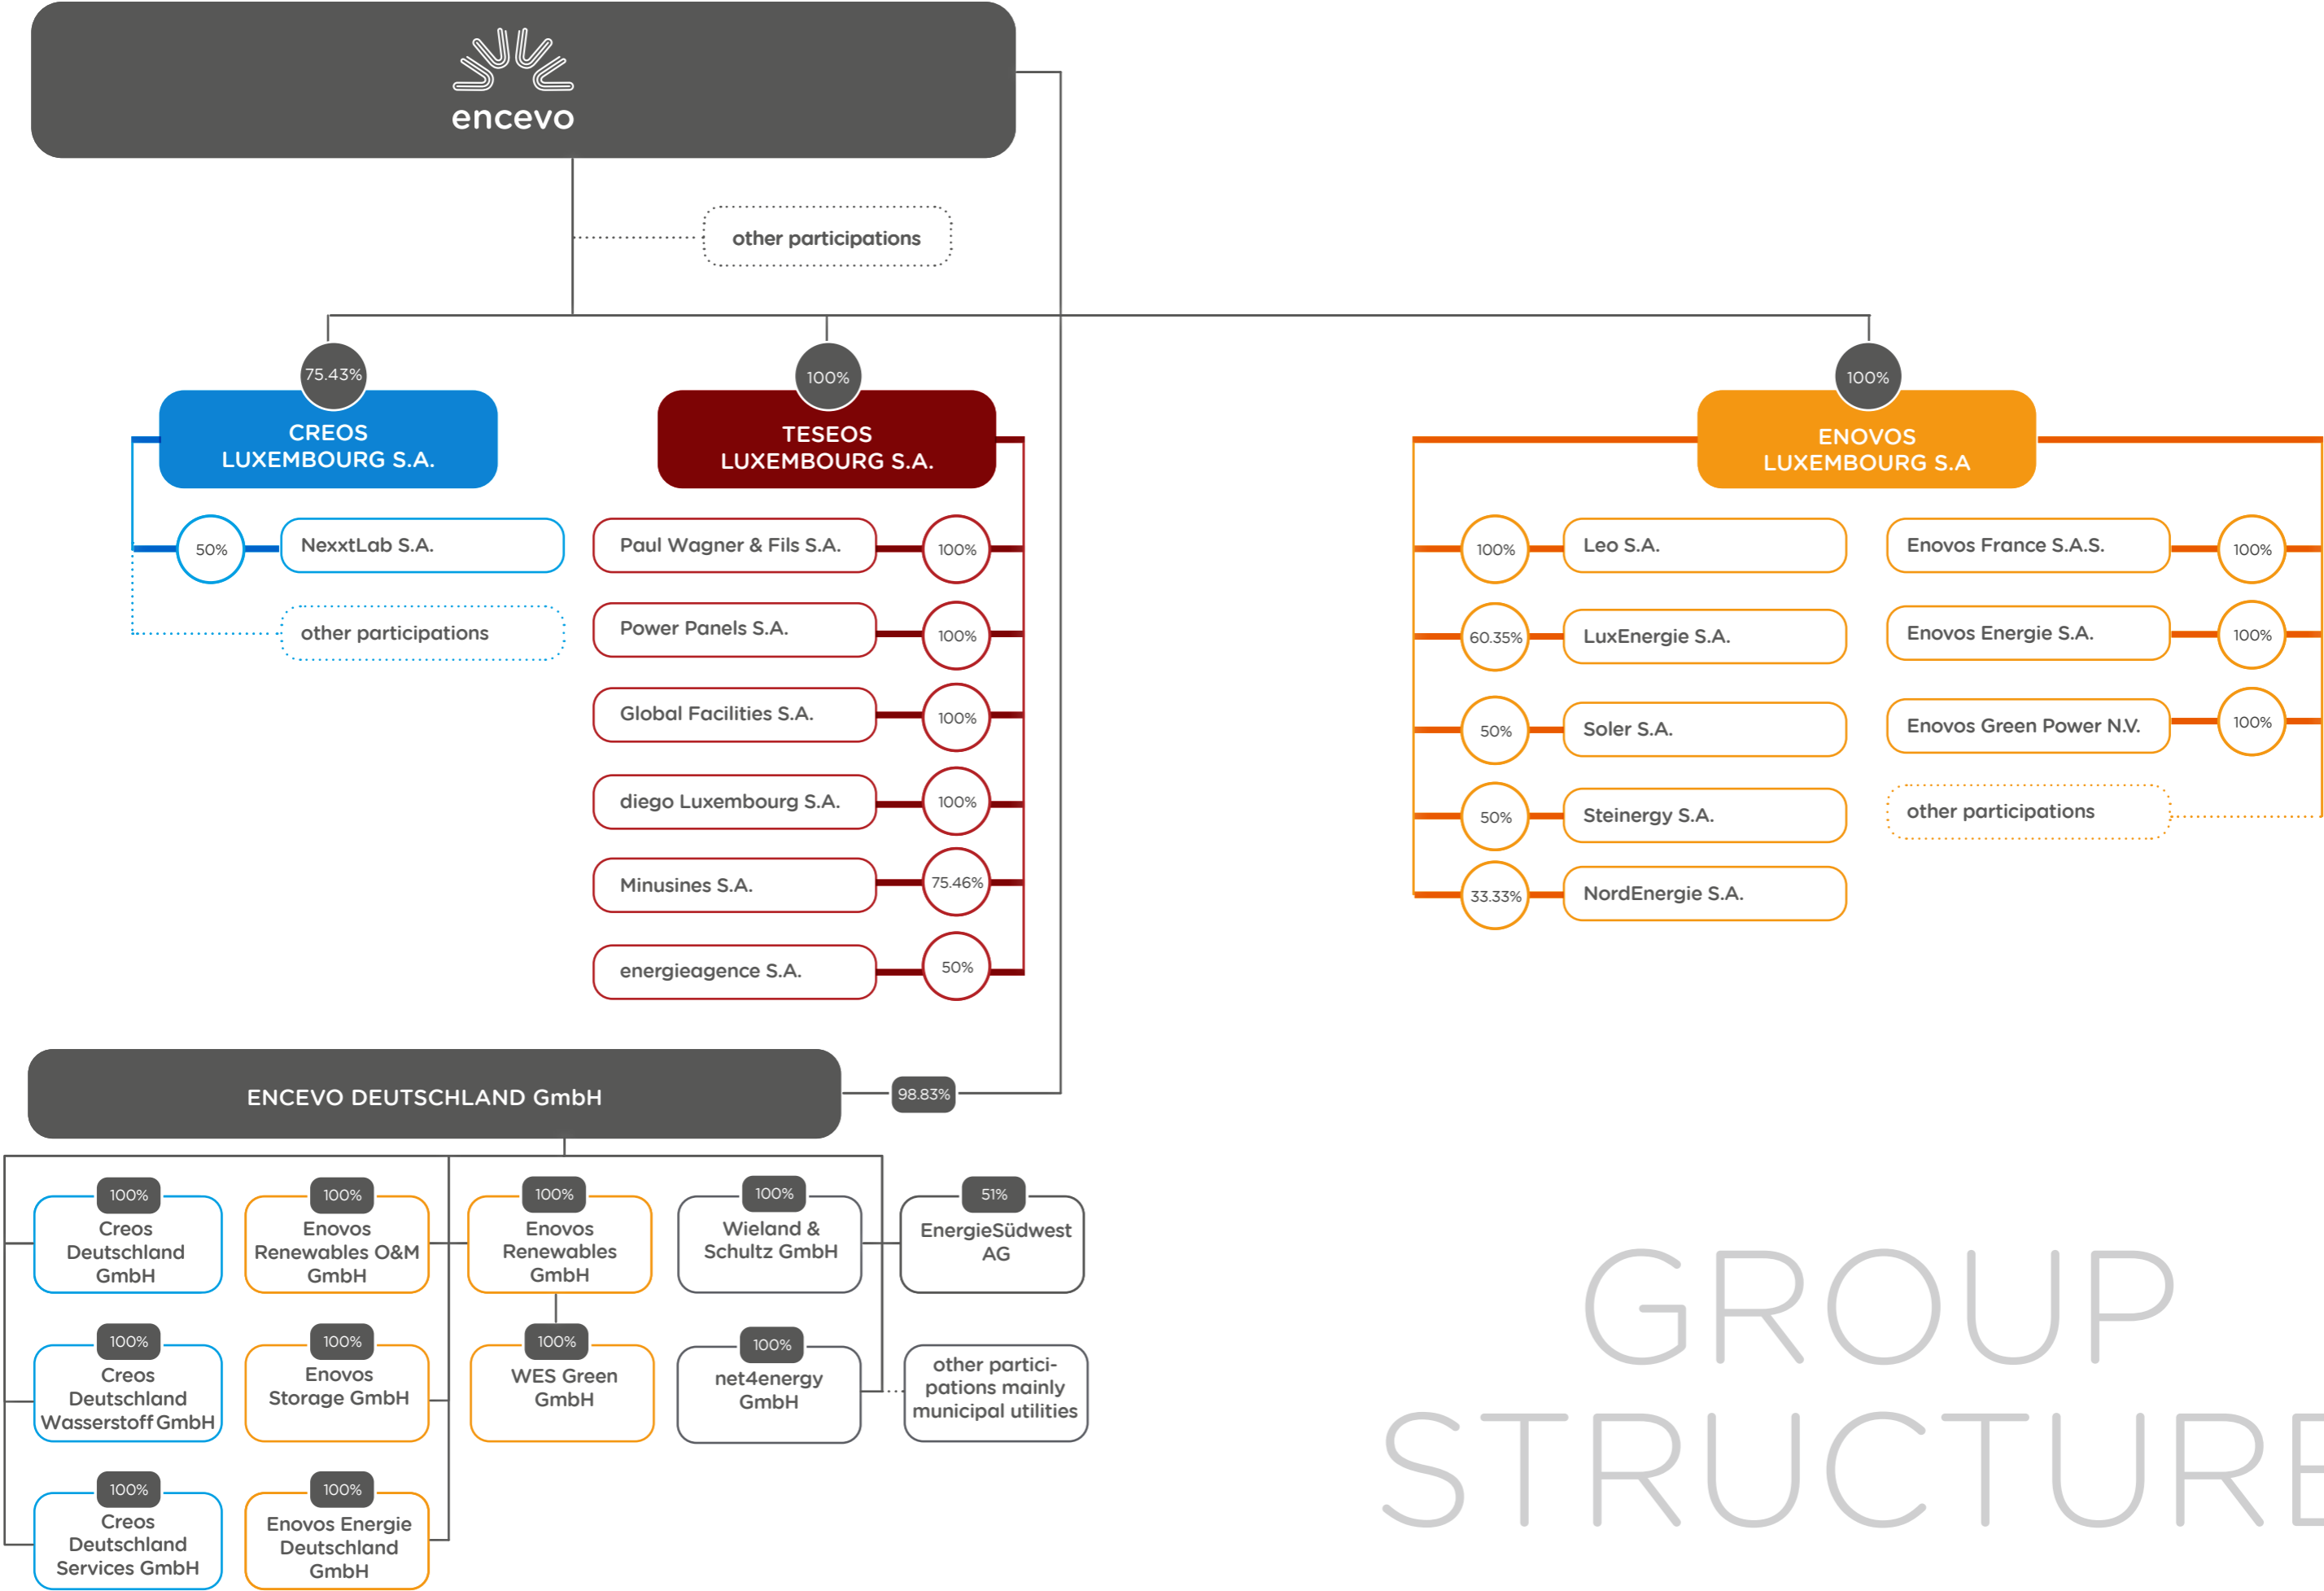 encevo
other participations
75.43%
CREOS
LUXEMBOURG S.A.
50%
NexxtLab S.A.
other participations
100%
TESEOS
LUXEMBOURG S.A.
Paul Wagner & Fils S.A.
100%
Power Panels S.A.
100%
Global Facilities S.A.
100%
diego Luxembourg S.A.
100%
Minusines S.A.
75.46%
energieagence S.A.
50%
100%
ENOVOS
LUXEMBOURG S.A
100%
Leo S.A.
60.35%
LuxEnergie S.A.
50%
Soler S.A.
50%
Steinergy S.A.
33.33%
NordEnergie S.A.
Enovos France S.A.S.
100%
Enovos Energie S.A.
100%
Enovos Green Power N.V.
100%
other participations
ENCEVO DEUTSCHLAND GmbH
98.83%
100%
Creos
Deutschland
GmbH
100%
Enovos
Renewables O&M
GmbH
100%
Enovos
Renewables
GmbH
100%
Wieland &
Schultz GmbH
51%
EnergieSüdwest
AG
100%
Creos
Deutschland
Wasserstoff GmbH
100%
Enovos
Storage GmbH
100%
WES Green
GmbH
100%
net4energy
GmbH
other partici-
pations mainly
municipal utilities
100%
Creos
Deutschland
Services GmbH
100%
Enovos Energie
Deutschland
GmbH
GROUP
STRUCTURE